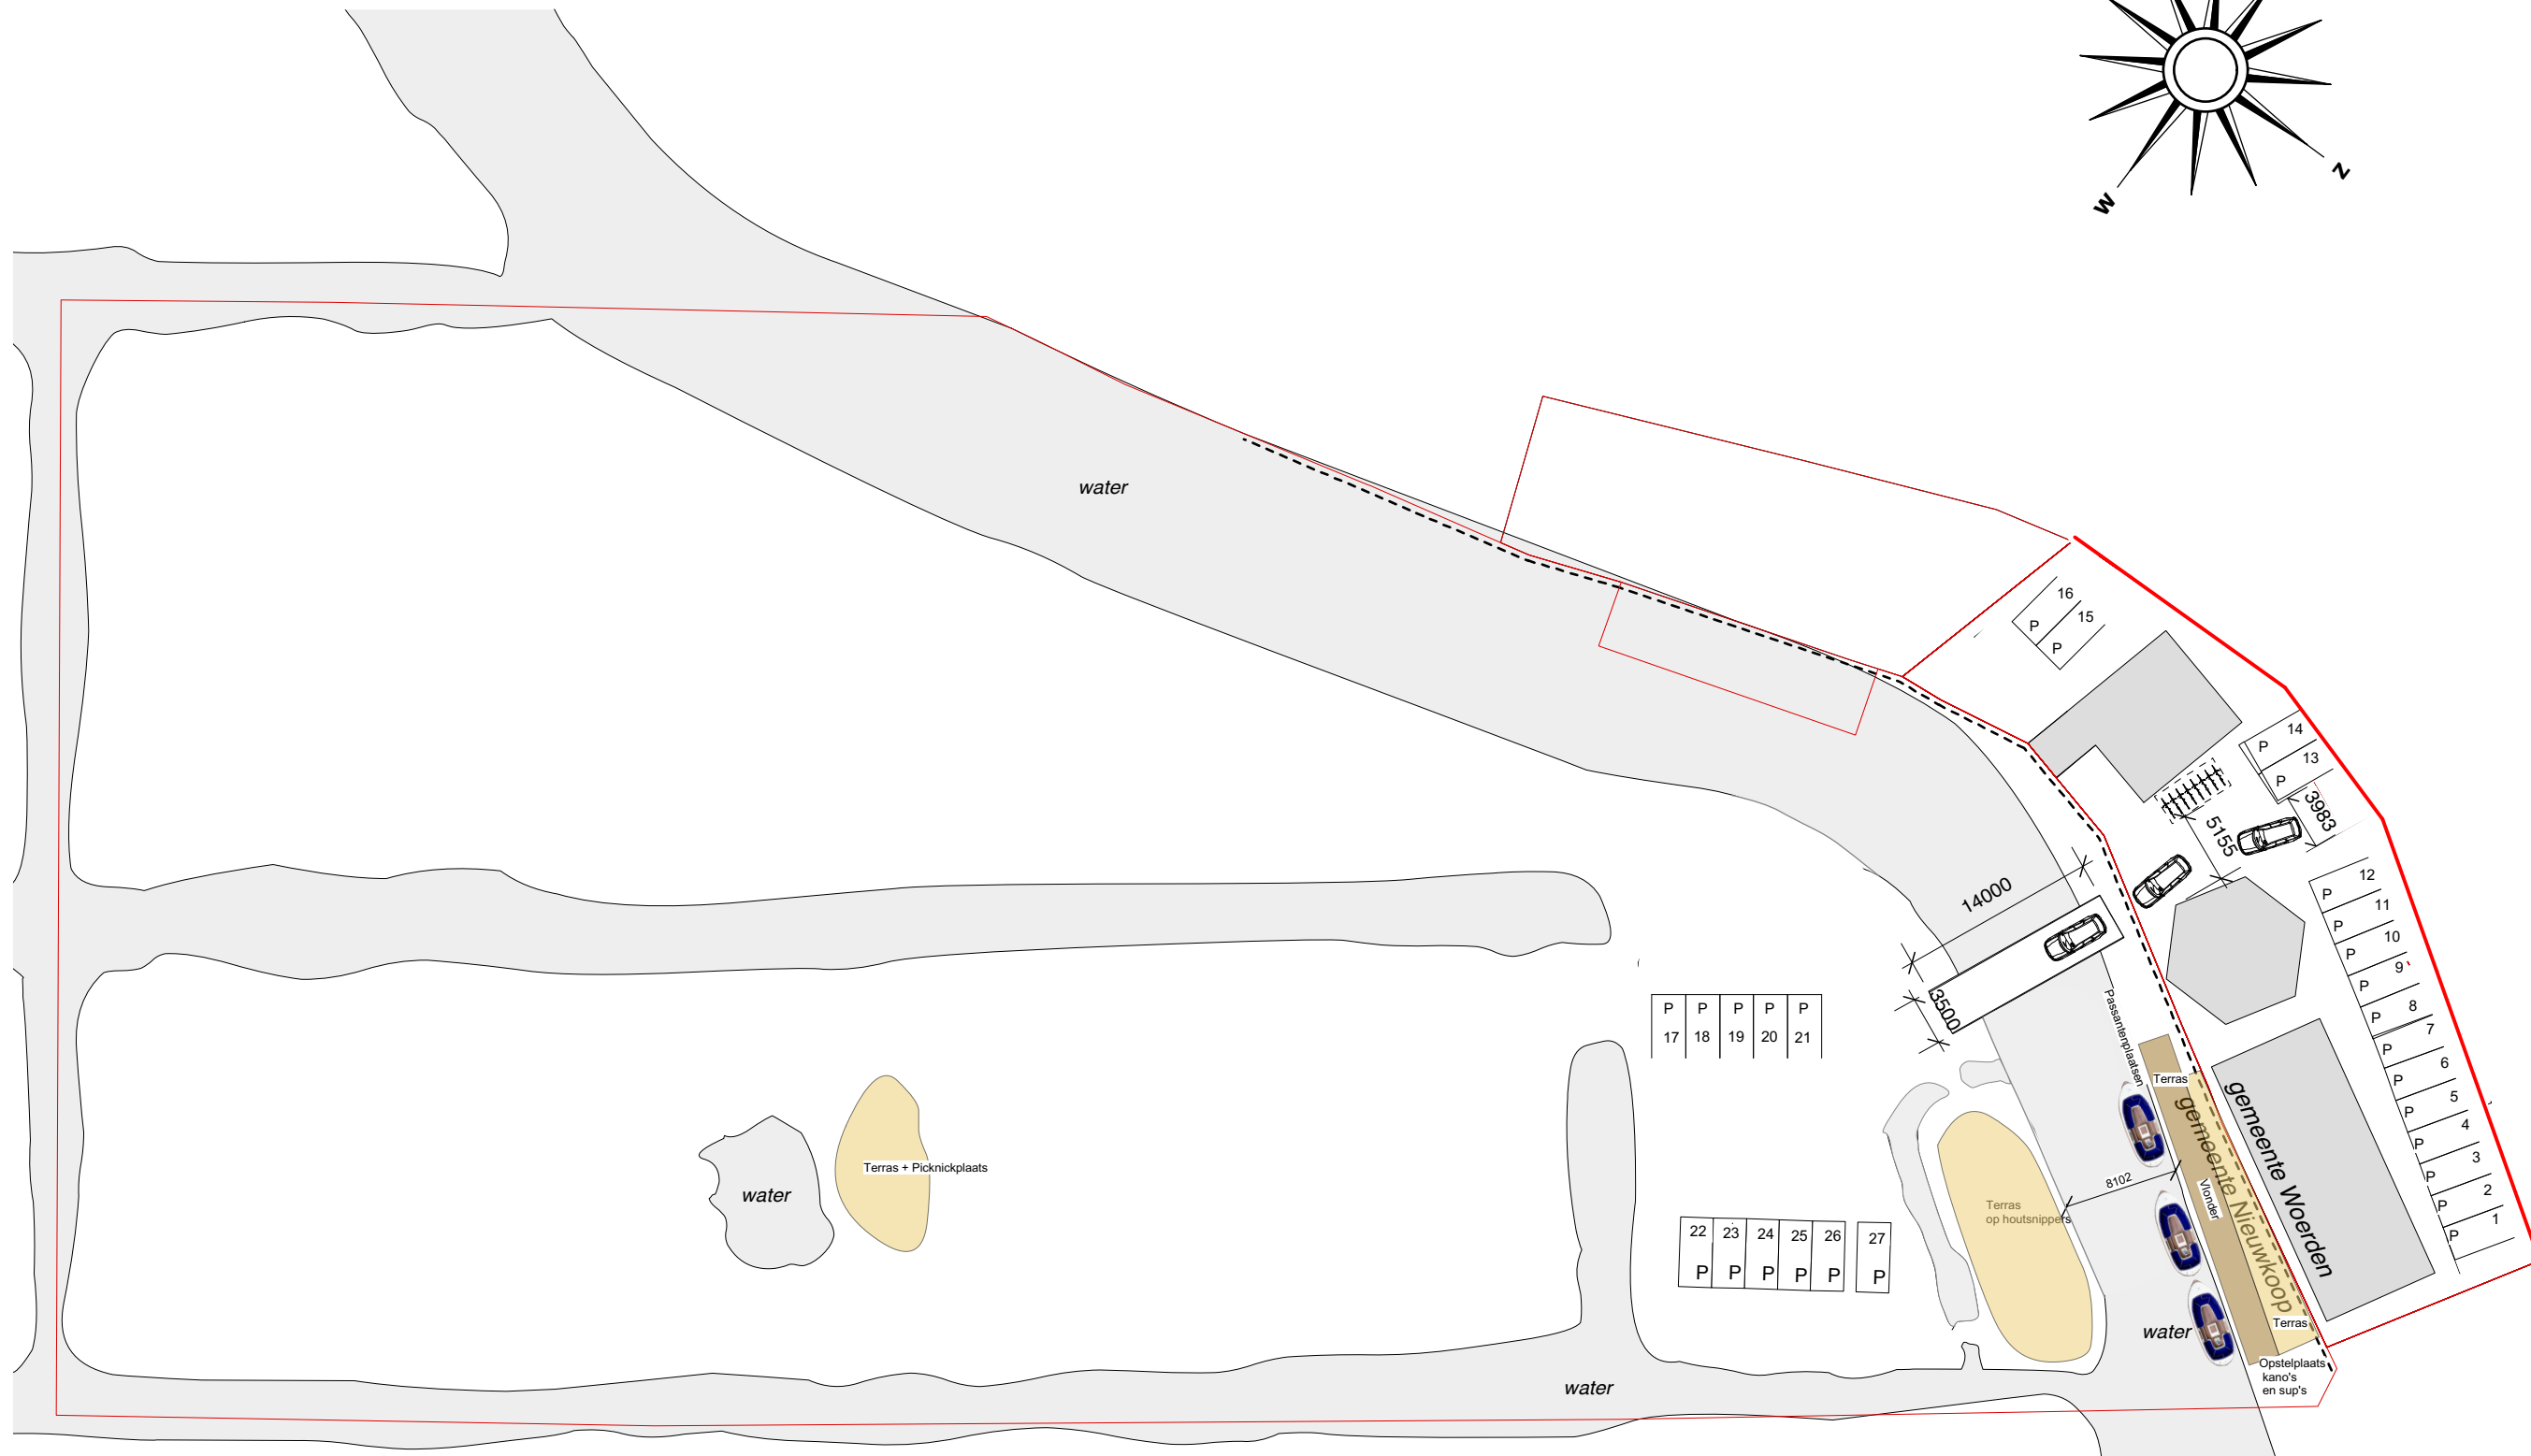 N
W
water
16
P
15
P
14
P
13
P
3983
5155
12
P
11
P
10
P
9
P
8
P
7
P
6
P
5
P
4
P
3
P
2
P
1
P
14000
3500
Passantenplaatsen
P P P P P
17 18 19 20 21
Terras
gemeente Nieuwkoop
gemeente Woerden
Vlonder
8102
Terras + Picknickplaats
water
Terras
op houtsnippers
22 23 24 25 26 27
P P P P P P
Terras
water
water
Opstelplaats
kano's
en sup's